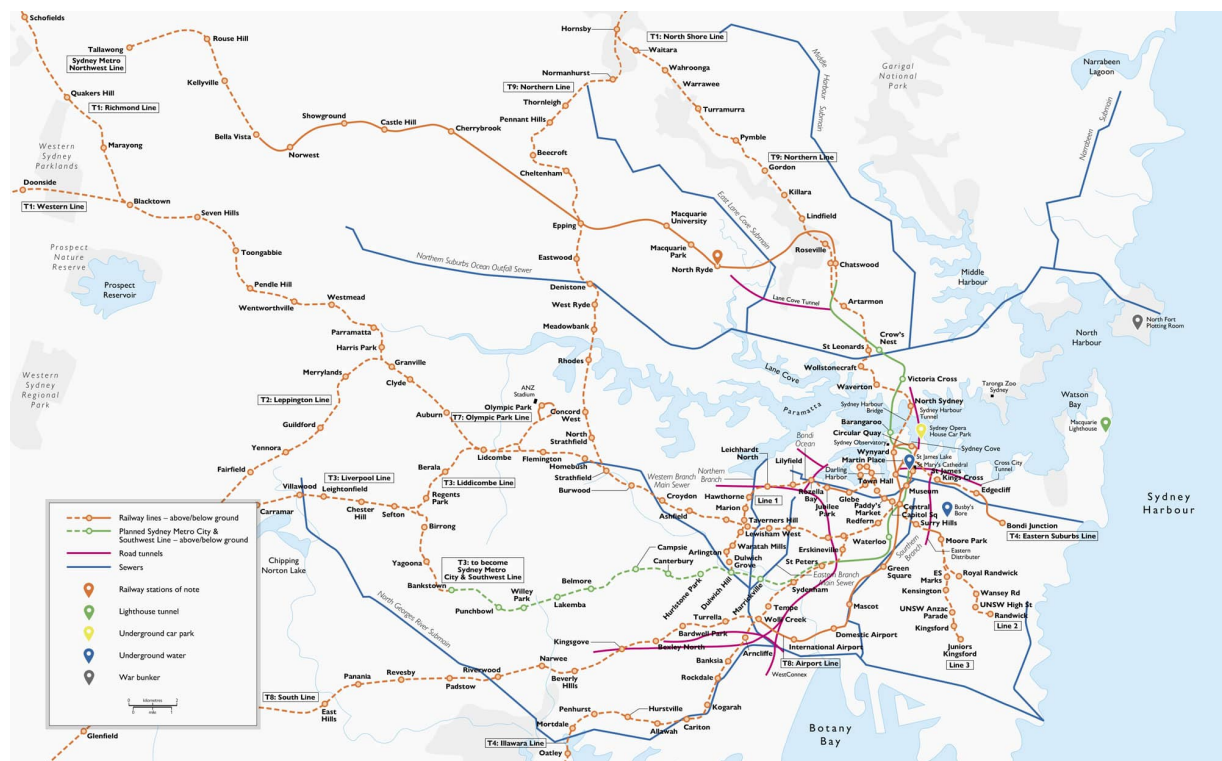 Schofields
Tallawong
Sydney Metro
Northwest Line
Rouse Hill
Quakers Hill
T1: Richmond Line
Kellyville
Marayong
Western
Sydney
Parklands
Doonside
T1: Western Line
Blacktown
Bella Vista
Norwest
Showground
Castle Hill
Cherrybrook
Seven Hills
Toongabbie
Prospect
Nature
Reserve
Prospect
Reservoir
Pendle Hill
Wentworthville
Westmead
Parramatta
Harris Park
Granville
Clyde
Merrylands
T2: Leppington Line
Guildford
Yennora
Fairfield
Western
Sydney
Regional
Park
Hornsby
T1: North Shore Line
Waitara
Normanhurst
T9: Northern Line
Wahroonga
Warrawee
Thornleigh
Turramurra
Pennant Hills
Pymble
Beecroft
T9: Northern Line
Gordon
Cheltenham
Killara
Lindfield
Roseville
Chatswood
Middle Harbour Submain
Garigal
National
Park
Narrabeen
Lagoon
Narrabeen Submain
East Lane Cove Submain
Epping
Macquarie
University
Macquarie
Park
North Ryde
Northern Suburbs Ocean Outfall Sewer
Eastwood
Denistone
West Ryde
Meadowbank
Rhodes
Lane Cove Tunnel
Artarmon
Crow's
Nest
St Leonards
Wollstonecraft
Waverton
Victoria Cross
North Sydney
Lane Cove
Paramatta
Middle
Harbour
North
Harbour
North Fort
Plotting Room
Watson
Bay
Macquarie
Lighthouse
Taronga Zoo
Sydney
Sydney Harbour
Bridge
Sydney Harbour
Tunnel
Sydney Opera
House Car Park
Barangaroo
Circular Quay
Sydney Observatory
Sydney Cove
Wynyard
Martin Place
St James Lake
St Mary's Cathedral
St James
Cross City
Tunnel
Kings Cross
Edgecliff
Darling
Harbour
Town Hall
Museum
Busby's
Bore
Bondi Junction
T4: Eastern Suburbs Line
Sydney
Harbour
ANZ
Stadium
Olympic Park
T7: Olympic Park Line
Concord
West
North
Strathfield
Auburn
Lidcombe
Flemington
Homebush
Strathfield
Burwood
Berala
T3: Liddicombe Line
Regents
Park
T3: Liverpool Line
Villawood
Leightonfield
Carramar
Chester
Hill
Sefton
Birrong
Yagoona
Bankstown
T3: to become
Sydney Metro
City & Southwest Line
Chipping
Norton Lake
North Georges River Submain
Leichhardt
North
Lilyfield
Bondi
Ocean
Western Branch
Main Sewer
Northern
Branch
Croydon
Hawthorne
Marion
Line 1
Ashfield
Rozella
Bay
Jubilee
Park
Glebe
Paddy's
Market
Redfern
Central
Capitol Sq
Surry Hills
Taverners Hill
Lewisham West
Waratah Mills
Arlington
Dulwich
Grove
Waterloo
Erskineville
St Peters
Southern
Branch
Eastern
Distributer
Moore Park
Green
Square
ES
Marks
Royal Randwick
Kensington
Wansey Rd
UNSW High St
Randwick
Line 2
UNSW Anzac
Parade
Kingsford
Juniors
Kingsford
Line 3
Campsie
Canterbury
Belmore
Hurlstone Park
Dulwich Hill
Marrickville
Eastern Branch
Main Sewer
Sydenham
Willey
Park
Punchbowl
Lakemba
Tempe
Mascot
Turrella
Wolli Creek
Domestic Airport
Bardwell Park
Bexley North
International Airport
Kingsgove
T8: Airport Line
Arncliffe
WestConnex
Banksia
Rockdale
Kogarah
Narwee
Beverly
HIlls
Riverwood
Padstow
Revesby
Panania
T8: South Line
East
Hills
Penhurst
Hurstville
Mortdale
Allawah
Carlton
T4: Illawarra Line
Oatley
Botany
Bay
Glenfield
Railway lines – above/below ground
Planned Sydney Metro City &
Southwest Line – above/below ground
Road tunnels
Sewers
Railway stations of note
Lighthouse tunnel
Underground car park
Underground water
War bunker
0 kilometres 2
0 mile 1